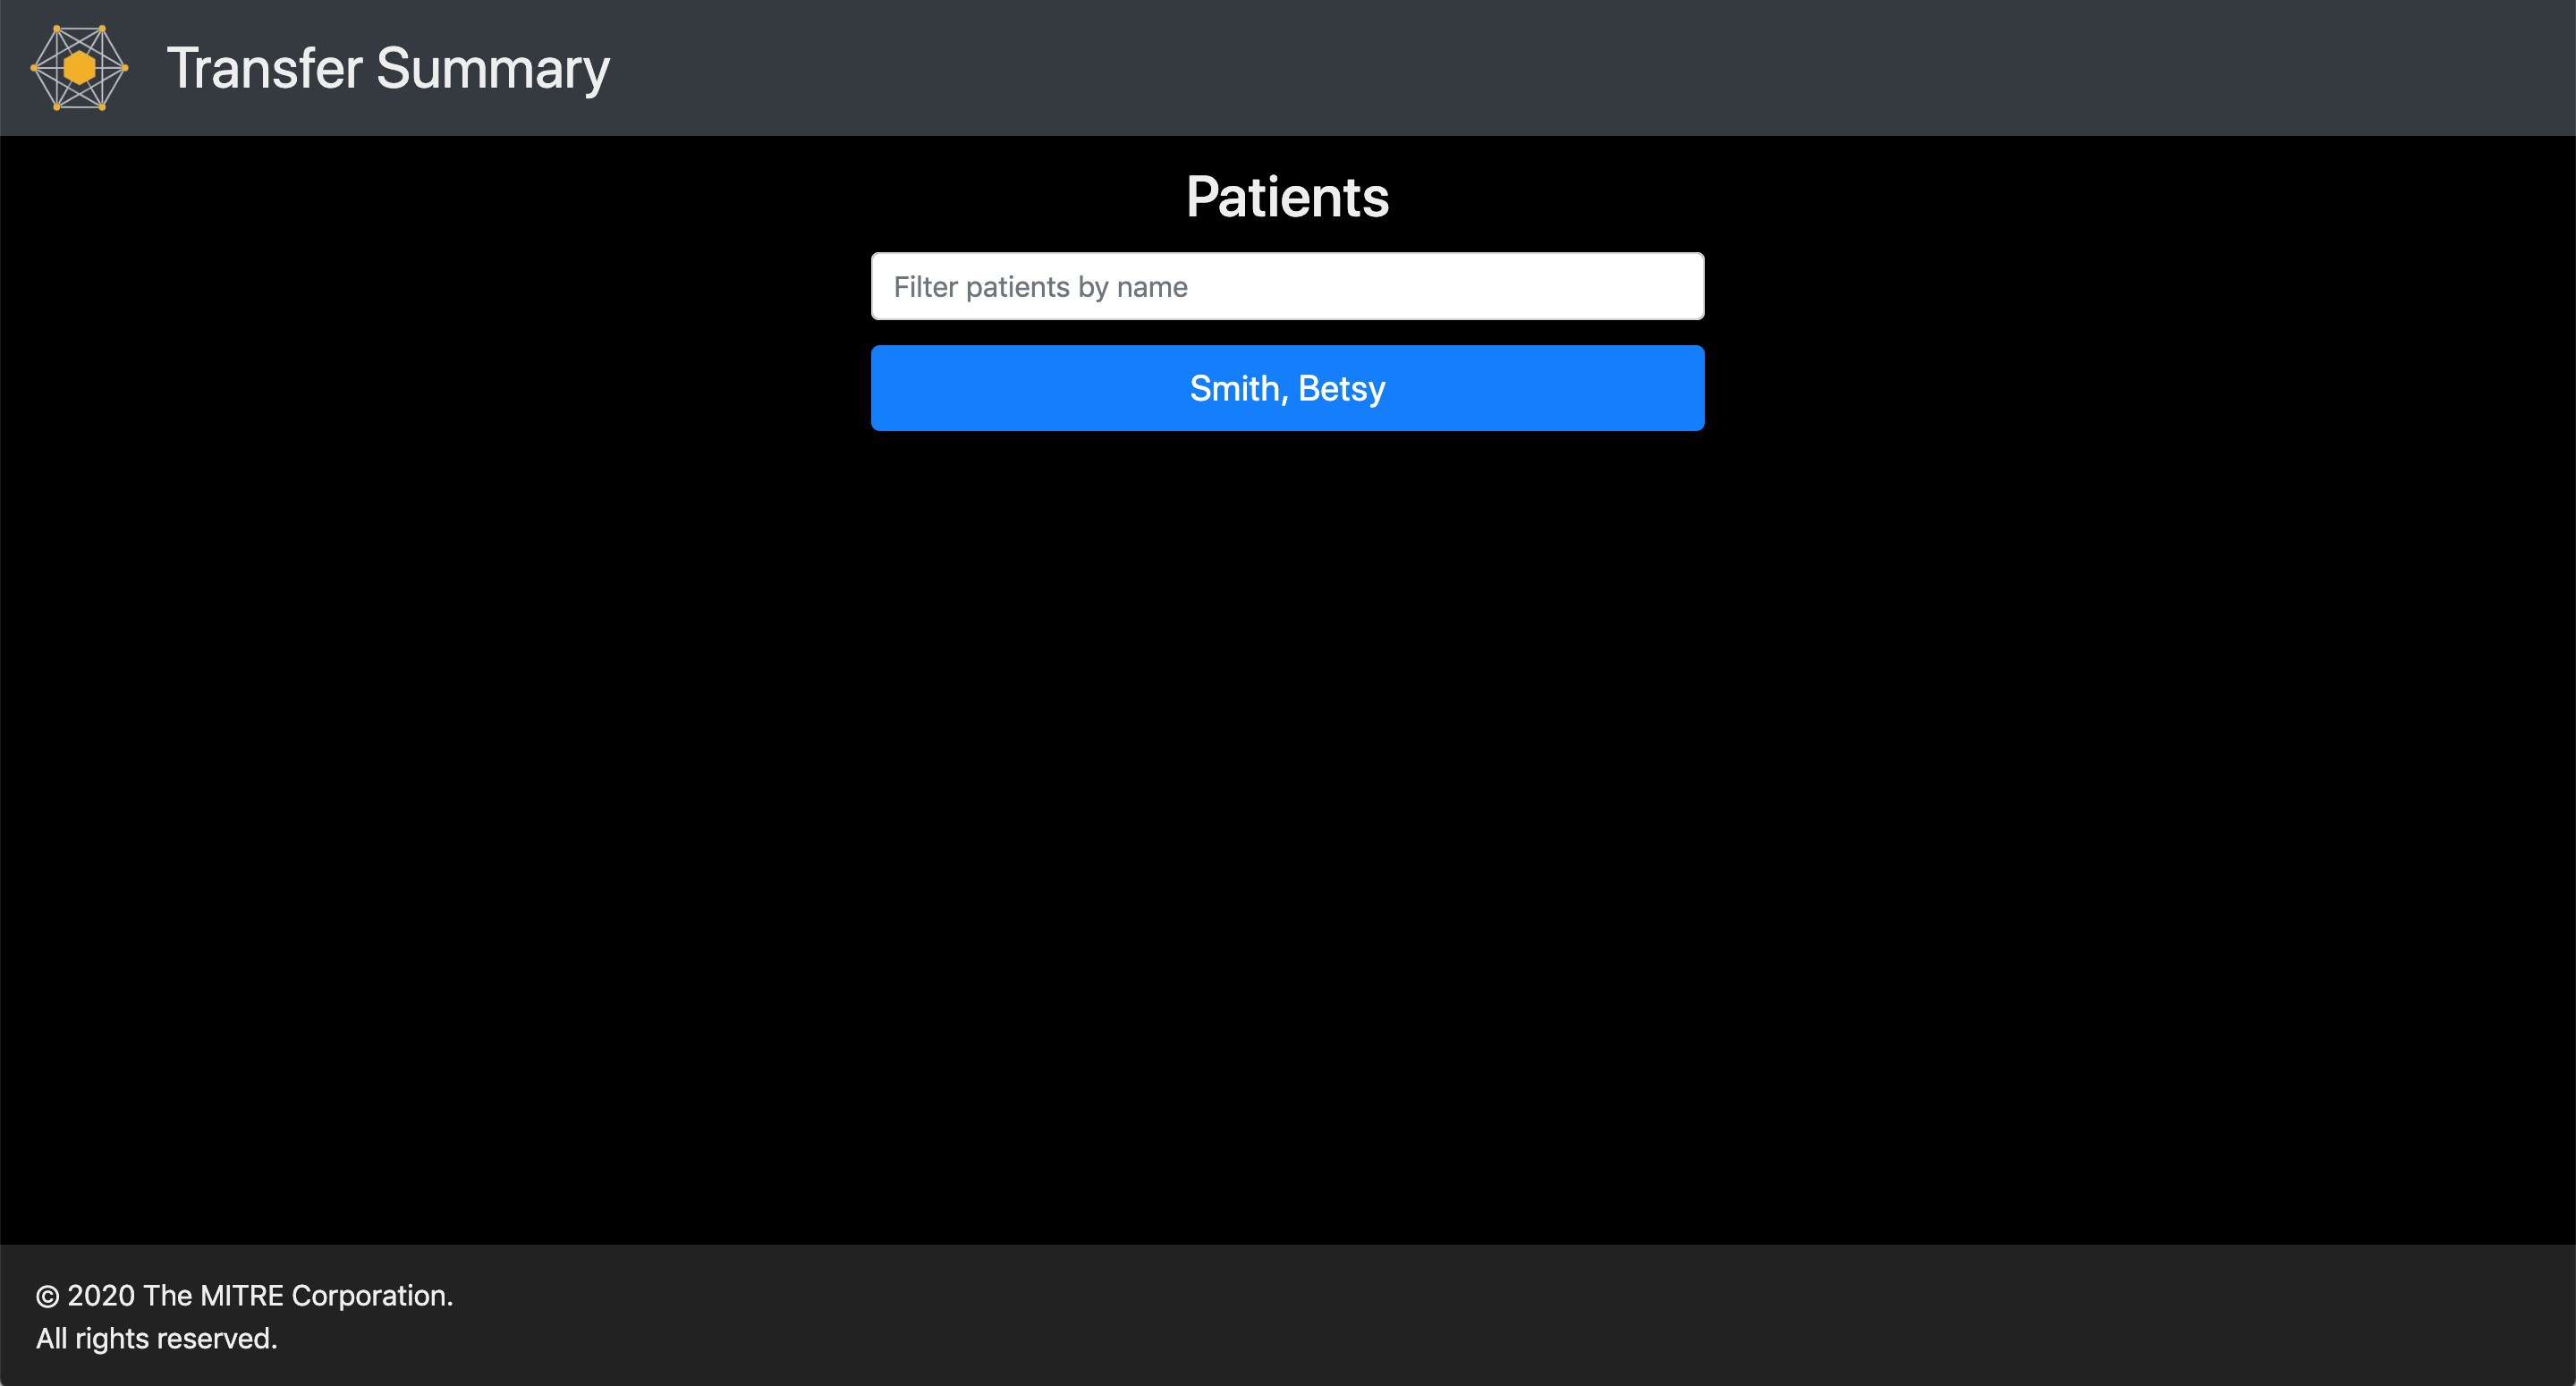 Transfer Summary
Patients
Filter patients by name
Smith, Betsy
© 2020 The MITRE Corporation.
All rights reserved.